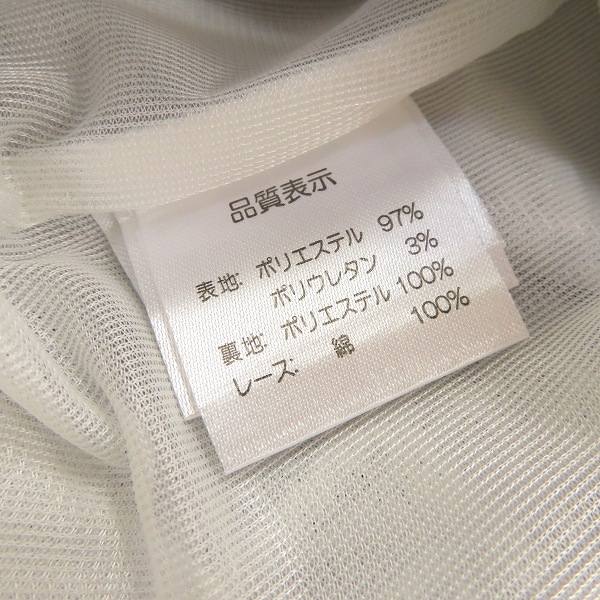 品質表示
表地: ポリエステル 97%
ポリウレタン 3%
裏地: ポリエステル 100%
レース: 綿 100%